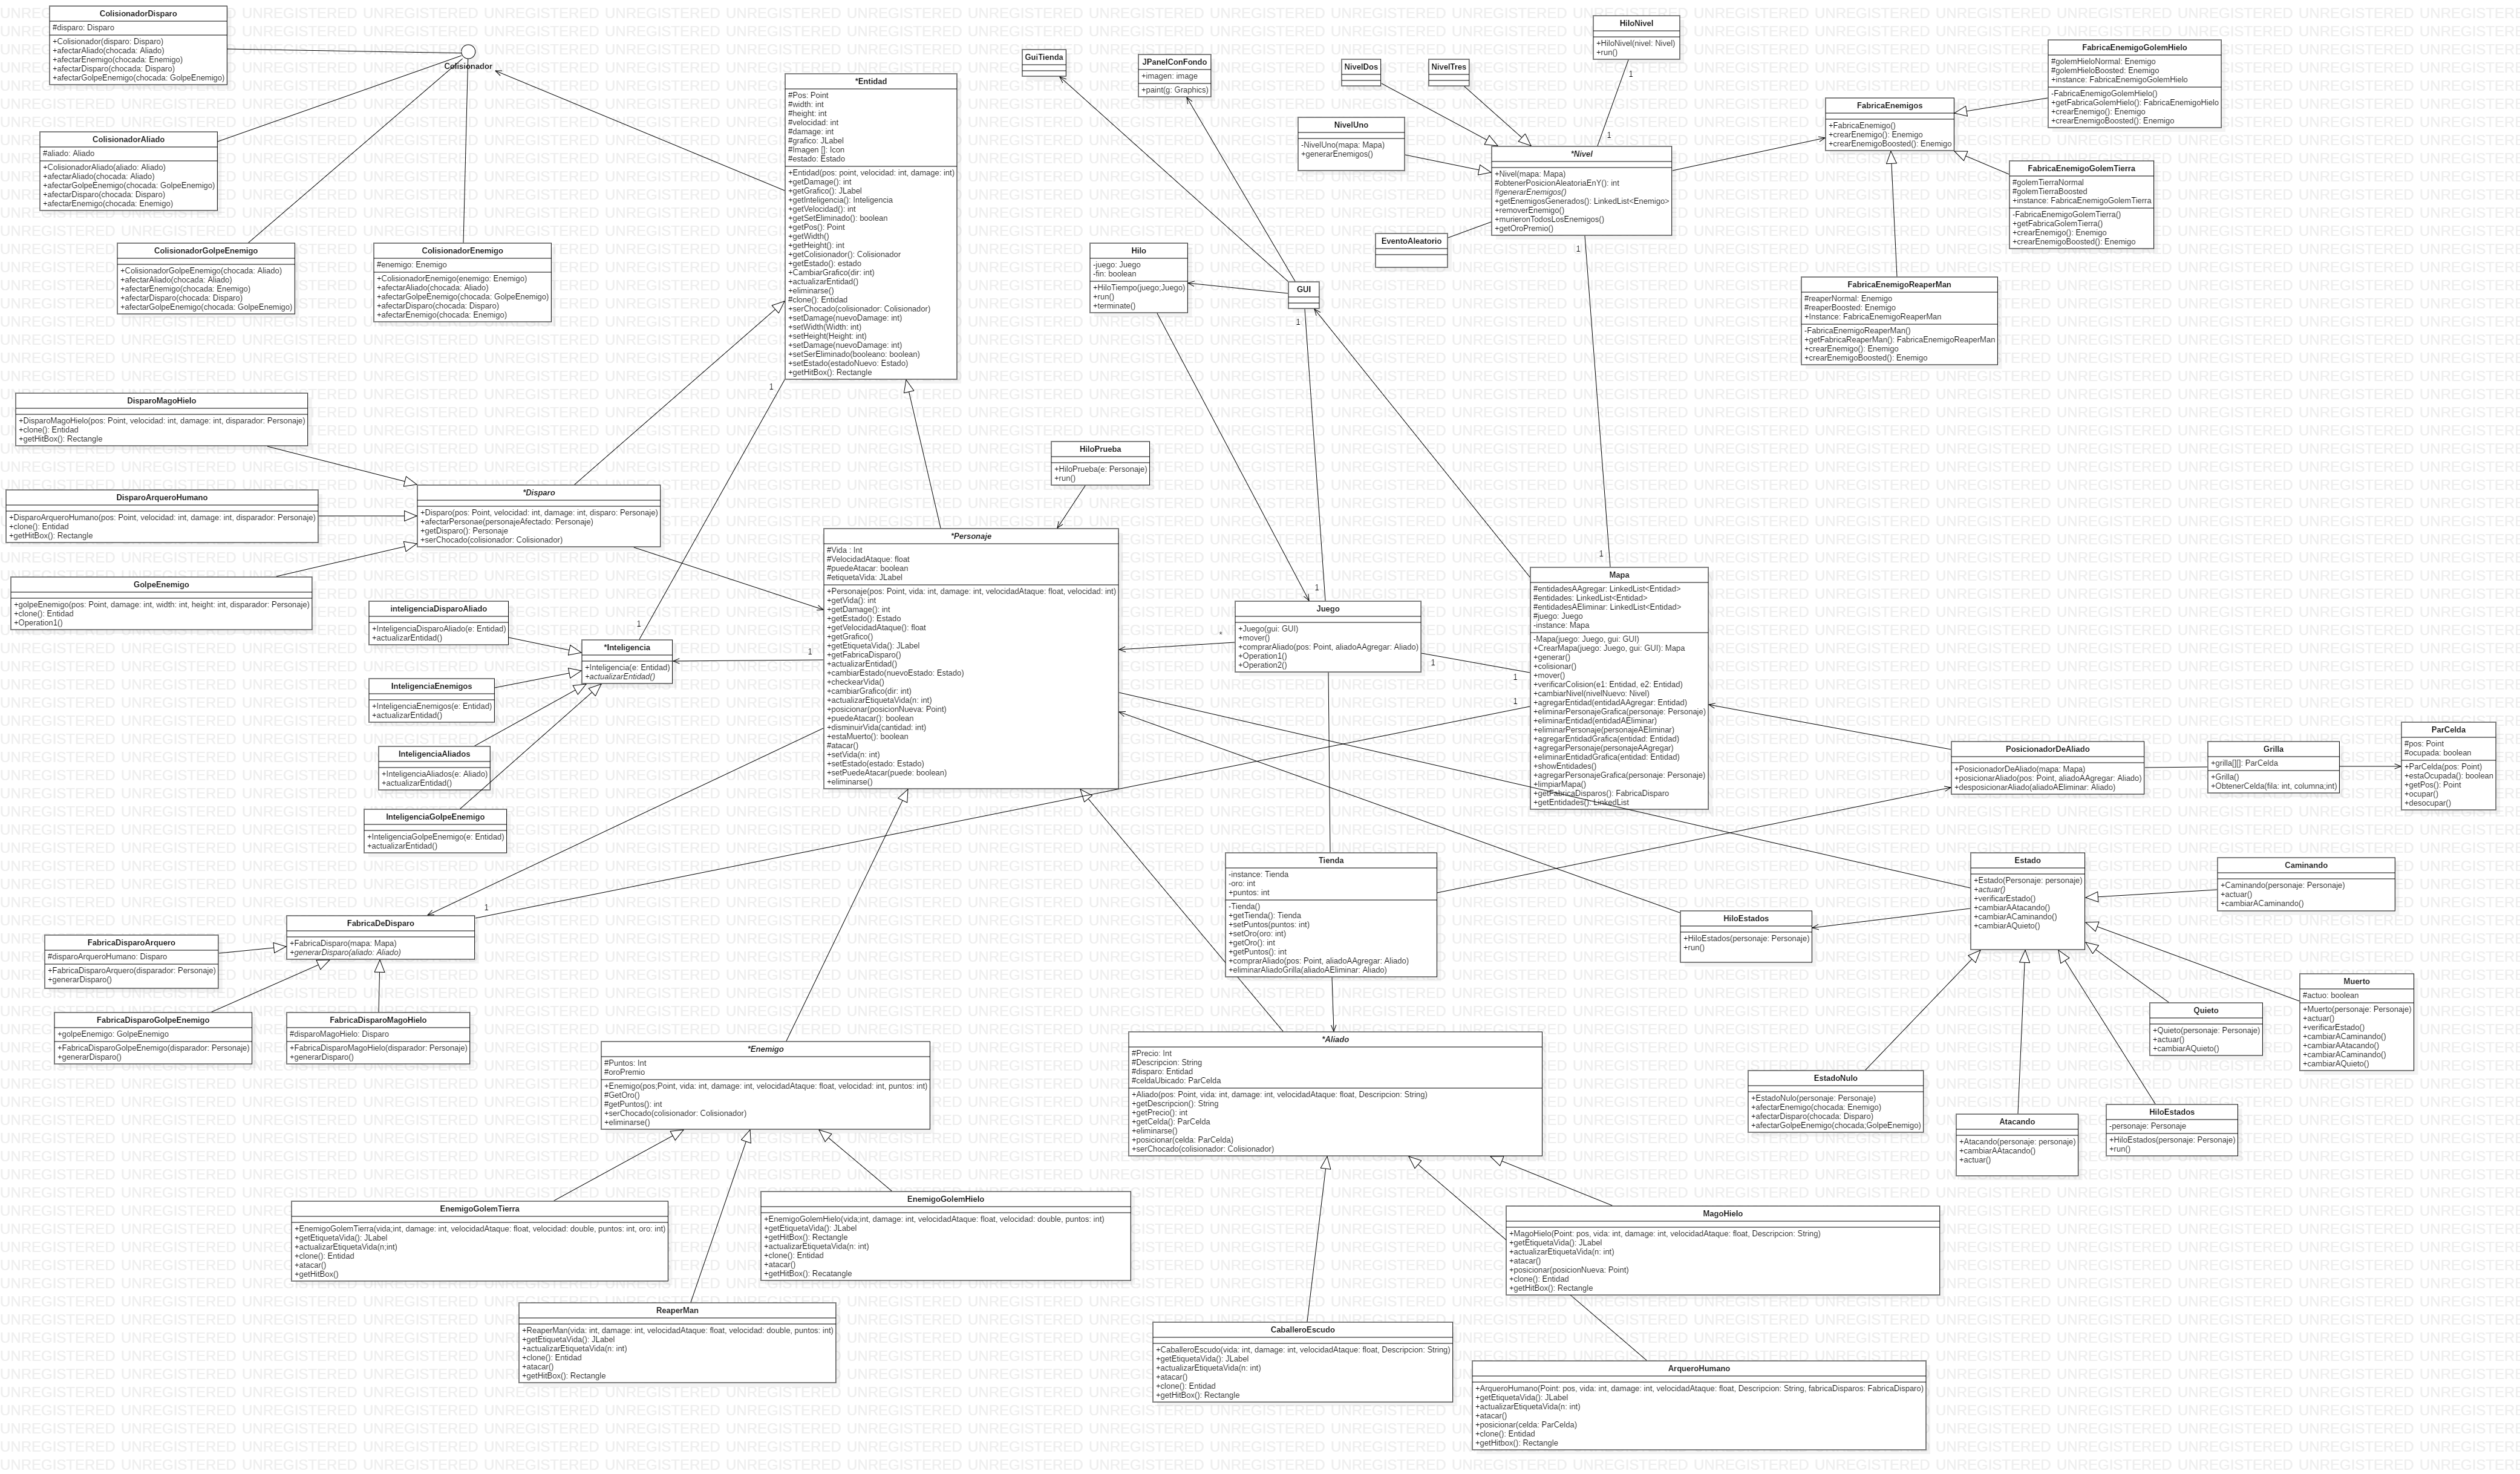 ColisionadorDisparo
#disparo: Disparo
+Colisionador(disparo: Disparo)
+afectarAliado(chocada: Aliado)
+afectarEnemigo(chocada: Enemigo)
+afectarDisparo(chocada: Disparo)
+afectarGolpeEnemigo(chocada: GolpeEnemigo)
Colisionador
ColisionadorAliado
#aliado: Aliado
+ColisionadorAliado(aliado: Aliado)
+afectarAliado(chocada: Aliado)
+afectarGolpeEnemigo(chocada: GolpeEnemigo)
+afectarDisparo(chocada: Disparo)
+afectarEnemigo(chocada: Enemigo)
ColisionadorGolpeEnemigo
+ColisionadorGolpeEnemigo(chocada: Aliado)
+afectarAliado(chocada: Aliado)
+afectarEnemigo(chocada: Enemigo)
+afectarDisparo(chocada: Disparo)
+afectarGolpeEnemigo(chocada: GolpeEnemigo)
ColisionadorEnemigo
#enemigo: Enemigo
+ColisionadorEnemigo(enemigo: Enemigo)
+afectarAliado(chocada: Aliado)
+afectarGolpeEnemigo(chocada: GolpeEnemigo)
+afectarDisparo(chocada: Disparo)
+afectarEnemigo(chocada: Enemigo)
*Entidad
#Pos: Point
#width: int
#height: int
#velocidad: int
#damage: int
#grafico: JLabel
#Imagen []: Icon
#estado: Estado
+Entidad(pos: point, velocidad: int, damage: int)
+getDamage(): int
+getGrafico(): JLabel
+getInteligencia(): Inteligencia
+getVelocidad(): int
+getSetEliminado(): boolean
+getPos(): Point
+getWidth()
+getHeight(): int
+getColisionador(): Colisionador
+getEstado(): estado
+CambiarGrafico(dir: int)
+actualizarEntidad()
+eliminarse()
#clone(): Entidad
+serChocado(colisionador: Colisionador)
+setDamage(nuevoDamage: int)
+setWidth(Width: int)
+setHeight(Height: int)
+setDamage(nuevoDamage: int)
+setSerEliminado(booleano: boolean)
+setEstado(estadoNuevo: Estado)
+getHitBox(): Rectangle
1
GuiTienda
JPanelConFondo
+imagen: image
+paint(g: Graphics)
NivelDos
NivelTres
HiloNivel
+HiloNivel(nivel: Nivel)
+run()
1
1
NivelUno
-NivelUno(mapa: Mapa)
+generarEnemigos()
*Nivel
+Nivel(mapa: Mapa)
#obtenerPosicionAleatoriaEnY(): int
#generarEnemigos()
+getEnemigosGenerados(): LinkedList<Enemigo>
+removerEnemigo()
+murieronTodosLosEnemigos()
+getOroPremio()
1
EventoAleatorio
FabricaEnemigos
+FabricaEnemigo()
+crearEnemigo(): Enemigo
+crearEnemigoBoosted(): Enemigo
FabricaEnemigoGolemHielo
#golemHieloNormal: Enemigo
#golemHieloBoosted: Enemigo
+instance: FabricaEnemigoGolemHielo
-FabricaEnemigoGolemHielo()
+getFabricaGolemHielo(): FabricaEnemigoHielo
+crearEnemigo(): Enemigo
+crearEnemigoBoosted(): Enemigo
FabricaEnemigoGolemTierra
#golemTierraNormal
#golemTierraBoosted
+instance: FabricaEnemigoGolemTierra
-FabricaEnemigoGolemTierra()
+getFabricaGolemTierra()
+crearEnemigo(): Enemigo
+crearEnemigoBoosted(): Enemigo
FabricaEnemigoReaperMan
#reaperNormal: Enemigo
#reaperBoosted: Enemigo
+Instance: FabricaEnemigoReaperMan
-FabricaEnemigoReaperMan()
+getFabricaReaperMan(): FabricaEnemigoReaperMan
+crearEnemigo(): Enemigo
+crearEnemigoBoosted(): Enemigo
Hilo
-juego: Juego
-fin: boolean
+HiloTiempo(juego;Juego)
+run()
+terminate()
GUI
1
DisparoMagoHielo
+DisparoMagoHielo(pos: Point, velocidad: int, damage: int, disparador: Personaje)
+clone(): Entidad
+getHitBox(): Rectangle
DisparoArqueroHumano
+DisparoArqueroHumano(pos: Point, velocidad: int, damage: int, disparador: Personaje)
+clone(): Entidad
+getHitBox(): Rectangle
GolpeEnemigo
+golpeEnemigo(pos: Point, damage: int, width: int, height: int, disparador: Personaje)
+clone(): Entidad
+Operation1()
*Disparo
+Disparo(pos: Point, velocidad: int, damage: int, disparo: Personaje)
+afectarPersonae(personajeAfectado: Personaje)
+getDisparo(): Personaje
+serChocado(colisionador: Colisionador)
HiloPrueba
+HiloPrueba(e: Personaje)
+run()
*Personaje
#Vida : Int
#VelocidadAtaque: float
#puedeAtacar: boolean
#etiquetaVida: JLabel
+Personaje(pos: Point, vida: int, damage: int, velocidadAtaque: float, velocidad: int)
+getVida(): int
+getDamage(): int
+getEstado(): Estado
+getVelocidadAtaque(): float
+getGrafico()
+getEtiquetaVida(): JLabel
+getFabricaDisparo()
+actualizarEntidad()
+cambiarEstado(nuevoEstado: Estado)
+checkearVida()
+cambiarGrafico(dir: int)
+actualizarEtiquetaVida(n: int)
+posicionar(posicionNueva: Point)
+puedeAtacar(): boolean
+disminuirVida(cantidad: int)
+estaMuerto(): boolean
#atacar()
+setVida(n: int)
+setEstado(estado: Estado)
+setPuedeAtacar(puede: boolean)
+eliminarse()
inteligenciaDisparoAliado
+InteligenciaDisparoAliado(e: Entidad)
+actualizarEntidad()
1
1
*Inteligencia
+Inteligencia(e: Entidad)
+actualizarEntidad()
InteligenciaEnemigos
+InteligenciaEnemigos(e: Entidad)
+actualizarEntidad()
InteligenciaAliados
+InteligenciaAliados(e: Aliado)
+actualizarEntidad()
InteligenciaGolpeEnemigo
+InteligenciaGolpeEnemigo(e: Entidad)
+actualizarEntidad()
1
Juego
+Juego(gui: GUI)
+mover()
+comprarAliado(pos: Point, aliadoAAgregar: Aliado)
+Operation1()
+Operation2()
*
1
1
1
1
Mapa
#entidadesAAgregar: LinkedList<Entidad>
#entidades: LinkedList<Entidad>
#entidadesAEliminar: LinkedList<Entidad>
#juego: Juego
-instance: Mapa
-Mapa(juego: Juego, gui: GUI)
+CrearMapa(juego: Juego, gui: GUI): Mapa
+generar()
+colisionar()
+mover()
+verificarColision(e1: Entidad, e2: Entidad)
+cambiarNivel(nivelNuevo: Nivel)
+agregarEntidad(entidadAAgregar: Entidad)
+eliminarPersonajeGrafica(personaje: Personaje)
+eliminarEntidad(entidadAEliminar)
+eliminarPersonaje(personajeAEliminar)
+agregarEntidadGrafica(entidad: Entidad)
+agregarPersonaje(personajeAAgregar)
+eliminarEntidadGrafica(entidad: Entidad)
+showEntidades()
+agregarPersonajeGrafica(personaje: Personaje)
+limpiarMapa()
+getFabricaDisparos(): FabricaDisparo
+getEntidades(): LinkedList
PosicionadorDeAliado
+PosicionadorDeAliado(mapa: Mapa)
+posicionarAliado(pos: Point, aliadoAAgregar: Aliado)
+desposicionarAliado(aliadoAEliminar: Aliado)
Grilla
+grilla[][]: ParCelda
+Grilla()
+ObtenerCelda(fila: int, columna;int)
ParCelda
#pos: Point
#ocupada: boolean
+ParCelda(pos: Point)
+estaOcupada(): boolean
+getPos(): Point
+ocupar()
+desocupar()
Tienda
-instance: Tienda
-oro: int
+puntos: int
-Tienda()
+getTienda(): Tienda
+setPuntos(puntos: int)
+setOro(oro: int)
+getOro(): int
+getPuntos(): int
+comprarAliado(pos: Point, aliadoAAgregar: Aliado)
+eliminarAliadoGrilla(aliadoAEliminar: Aliado)
HiloEstados
+HiloEstados(personaje: Personaje)
+run()
Estado
+Estado(Personaje: personaje)
+actuar()
+verificarEstado()
+cambiarAAtacando()
+cambiarACaminando()
+cambiarAQuieto()
Caminando
+Caminando(personaje: Personaje)
+actuar()
+cambiarACaminando()
Muerto
#actuo: boolean
+Muerto(personaje: Personaje)
+actuar()
+verificarEstado()
+cambiarACaminando()
+cambiarAAtacando()
+cambiarACaminando()
+cambiarAQuieto()
Quieto
+Quieto(personaje: Personaje)
+actuar()
+cambiarAQuieto()
EstadoNulo
+EstadoNulo(personaje: Personaje)
+afectarEnemigo(chocada: Enemigo)
+afectarDisparo(chocada: Disparo)
+afectarGolpeEnemigo(chocada;GolpeEnemigo)
Atacando
+Atacando(personaje: personaje)
+cambiarAAtacando()
+actuar()
HiloEstados
-personaje: Personaje
+HiloEstados(personaje: Personaje)
+run()
1
FabricaDeDisparo
+FabricaDisparo(mapa: Mapa)
+generarDisparo(aliado: Aliado)
FabricaDisparoArquero
#disparoArqueroHumano: Disparo
+FabricaDisparoArquero(disparador: Personaje)
+generarDisparo()
FabricaDisparoGolpeEnemigo
+golpeEnemigo: GolpeEnemigo
+FabricaDisparoGolpeEnemigo(disparador: Personaje)
+generarDisparo()
FabricaDisparoMagoHielo
#disparoMagoHielo: Disparo
+FabricaDisparoMagoHielo(disparador: Personaje)
+generarDisparo()
*Enemigo
#Puntos: Int
#oroPremio
+Enemigo(pos;Point, vida: int, damage: int, velocidadAtaque: float, velocidad: int, puntos: int)
#GetOro()
#getPuntos(): int
+serChocado(colisionador: Colisionador)
+eliminarse()
*Aliado
#Precio: Int
#Descripcion: String
#disparo: Entidad
#celdaUbicado: ParCelda
+Aliado(pos: Point, vida: int, damage: int, velocidadAtaque: float, Descripcion: String)
+getDescripcion(): String
+getPrecio(): int
+getCelda(): ParCelda
+eliminarse()
+posicionar(celda: ParCelda)
+serChocado(colisionador: Colisionador)
EnemigoGolemTierra
+EnemigoGolemTierra(vida;int, damage: int, velocidadAtaque: float, velocidad: double, puntos: int, oro: int)
+getEtiquetaVida(): JLabel
+actualizarEtiquetaVida(n;int)
+clone(): Entidad
+atacar()
+getHitBox()
EnemigoGolemHielo
+EnemigoGolemHielo(vida;int, damage: int, velocidadAtaque: float, velocidad: double, puntos: int)
+getEtiquetaVida(): JLabel
+getHitBox(): Rectangle
+actualizarEtiquetaVida(n: int)
+clone(): Entidad
+atacar()
+getHitBox(): Recatangle
ReaperMan
+ReaperMan(vida: int, damage: int, velocidadAtaque: float, velocidad: double, puntos: int)
+getEtiquetaVida(): JLabel
+actualizarEtiquetaVida(n: int)
+clone(): Entidad
+atacar()
+getHitBox(): Rectangle
MagoHielo
+MagoHielo(Point: pos, vida: int, damage: int, velocidadAtaque: float, Descripcion: String)
+getEtiquetaVida(): JLabel
+actualizarEtiquetaVida(n: int)
+atacar()
+posicionar(posicionNueva: Point)
+clone(): Entidad
+getHitBox(): Rectangle
CaballeroEscudo
+CaballeroEscudo(vida: int, damage: int, velocidadAtaque: float, Descripcion: String)
+getEtiquetaVida(): JLabel
+actualizarEtiquetaVida(n: int)
+atacar()
+clone(): Entidad
+getHitBox(): Rectangle
ArqueroHumano
+ArqueroHumano(Point: pos, vida: int, damage: int, velocidadAtaque: float, Descripcion: String, fabricaDisparos: FabricaDisparo)
+getEtiquetaVida(): JLabel
+actualizarEtiquetaVida(n: int)
+atacar()
+posicionar(celda: ParCelda)
+clone(): Entidad
+getHitbox(): Rectangle
UNREGISTERED